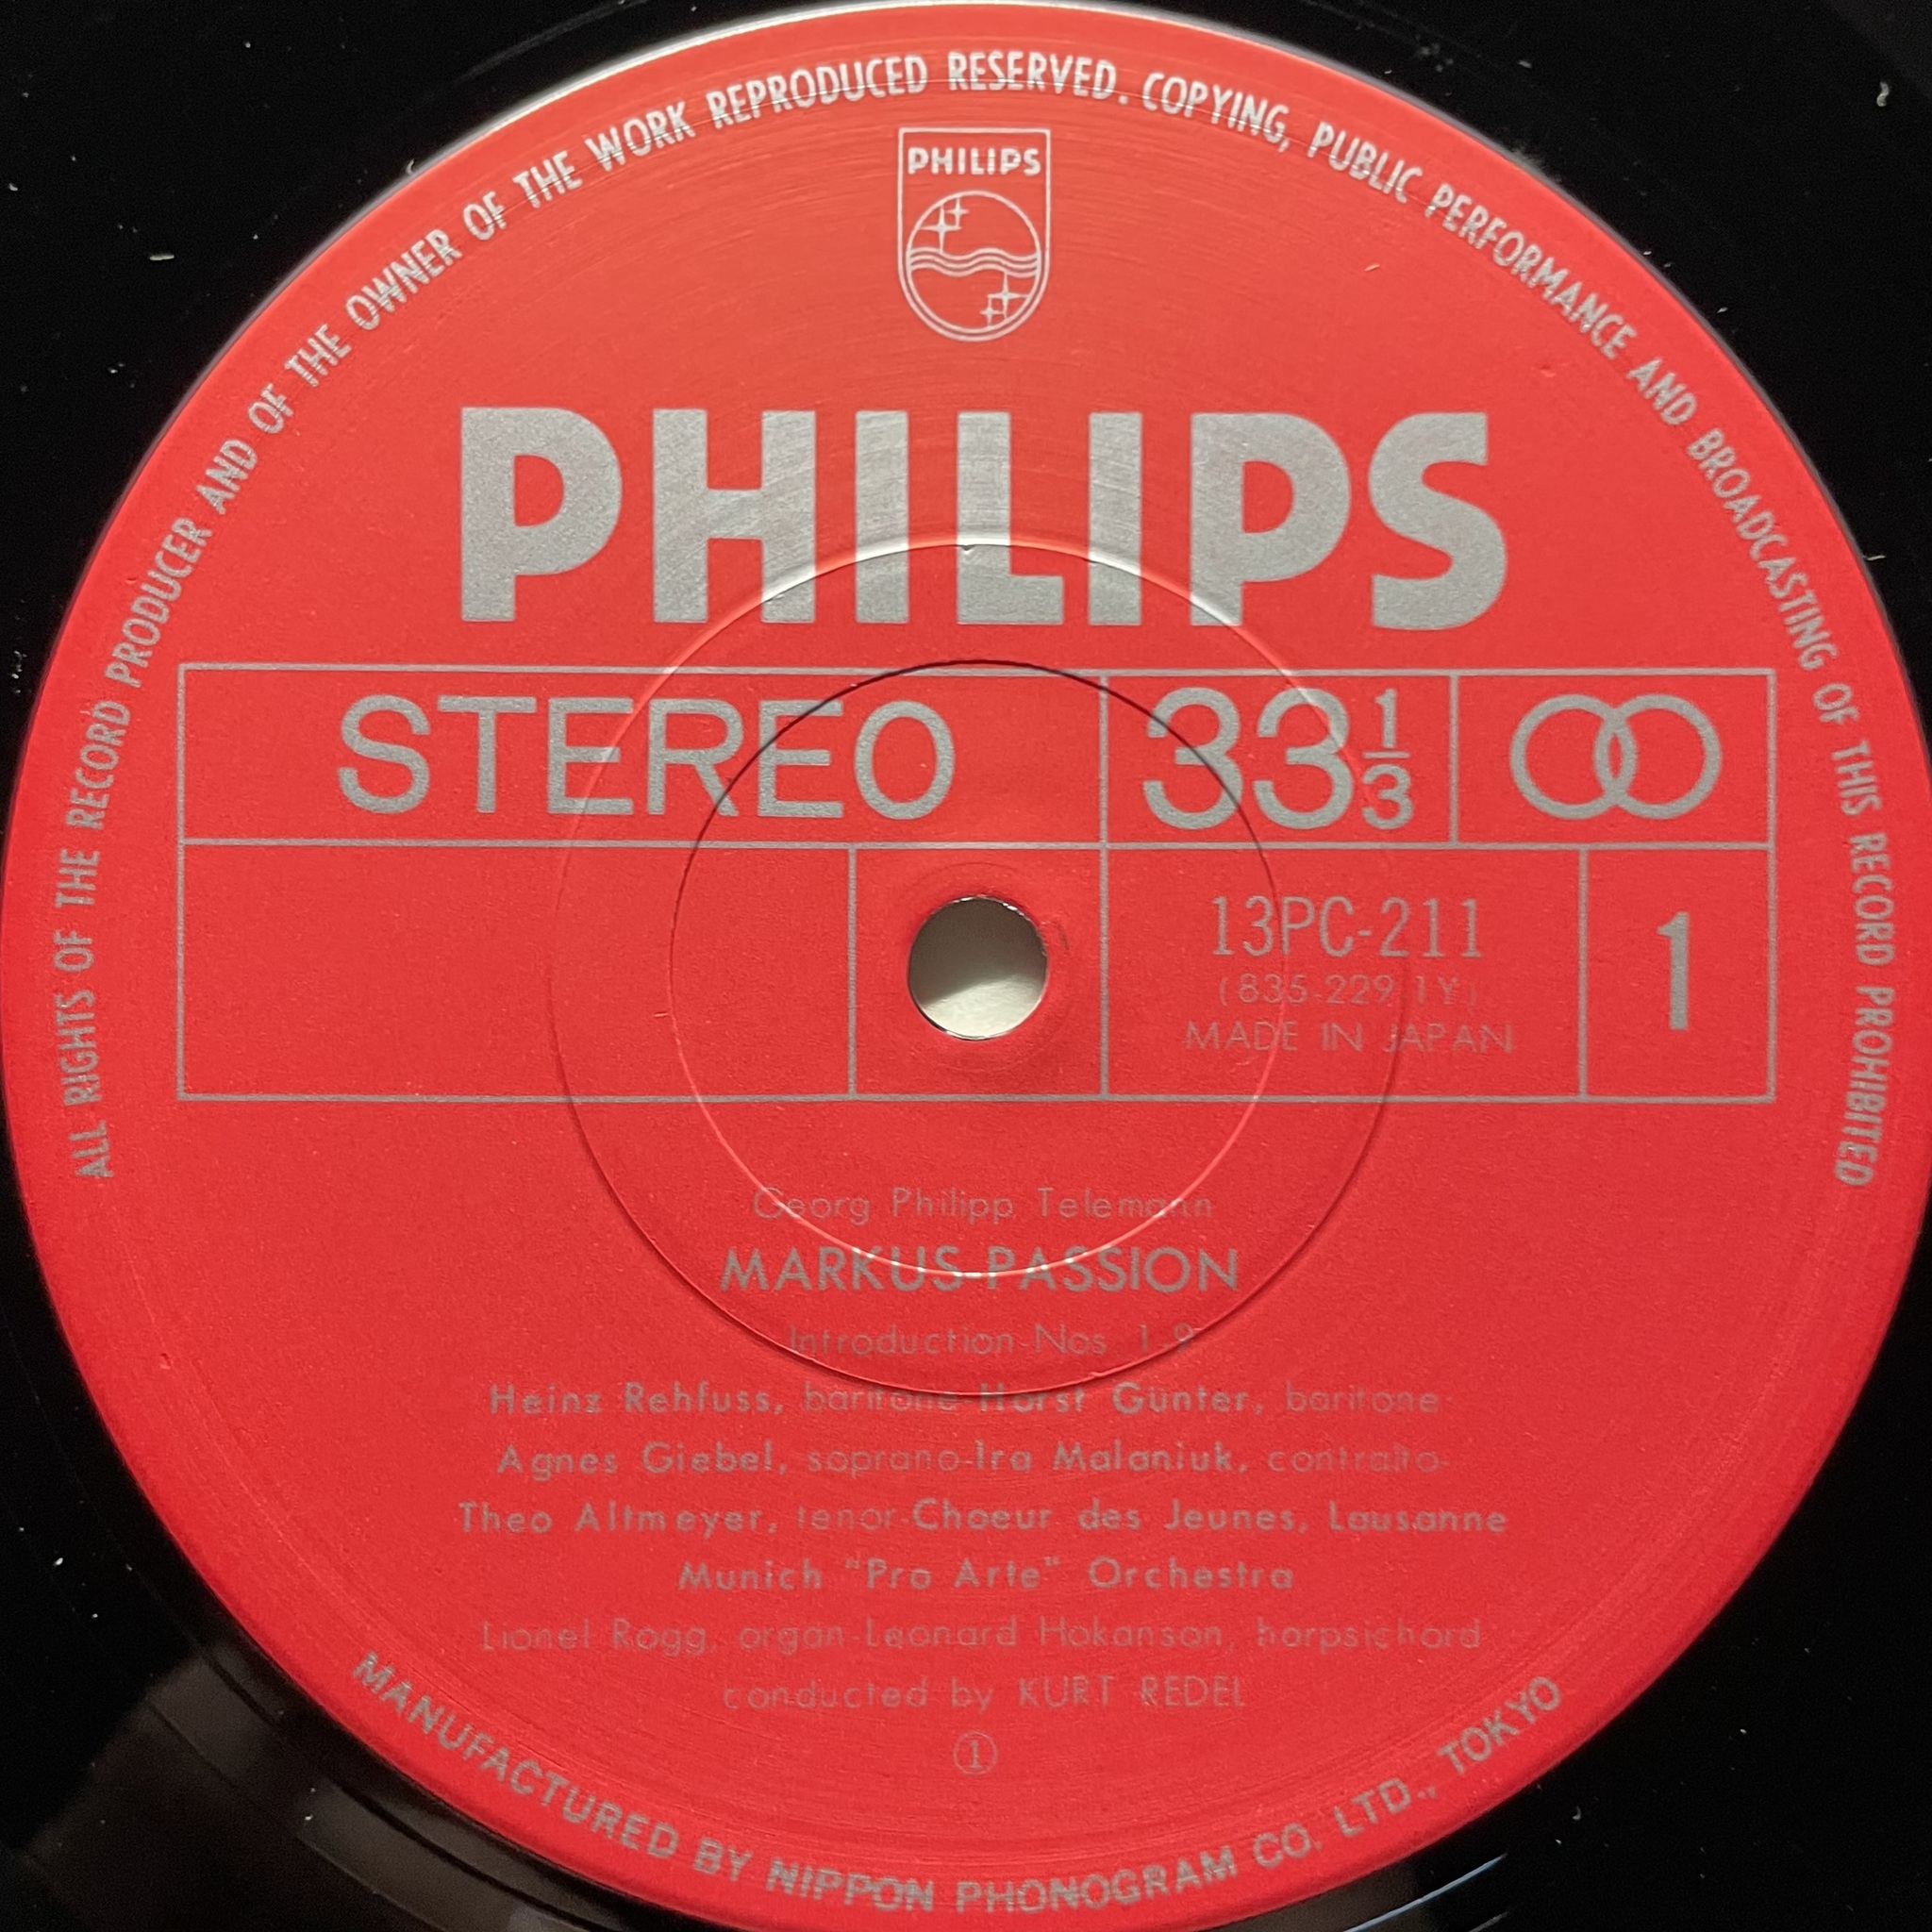 ALL RIGHTS OF THE RECORD PRODUCER AND OF THE OWNER OF THE WORK REPRODUCED RESERVED. COPYING, PUBLIC PERFORMANCE AND BROADCASTING OF THIS RECORD PROHIBITED
PHILIPS
PHILIPS
STEREO 33 1/3
13PC-211 1
(835-229 1Y)
MADE IN JAPAN
Georg Philipp Telemann
MARKUS-PASSION
Introduction-Nos 1-9
Heinz Rehfuss, baritone-Horst Günter, baritone-
Agnes Giebel, soprano-Ira Malaniuk, contralto-
Theo Altmeyer, tenor-Choeur des Jeunes, Lausanne
Munich "Pro Arte" Orchestra
Lionel Rogg, organ-Leonard Hokanson, harpsichord
conducted by KURT REDEL
①
MANUFACTURED BY NIPPON PHONOGRAM CO. LTD., TOKYO